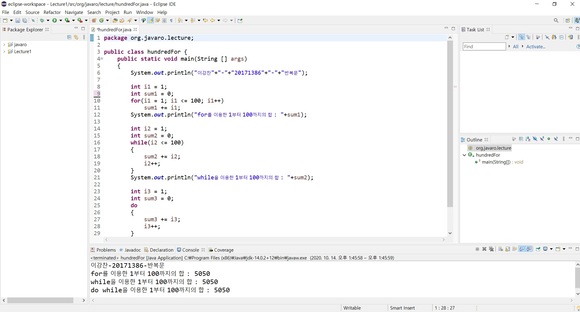 eclipse-workspace - Lecture1/src/org/javaro/lecture/hundredFor.java - Eclipse IDE
File Edit Source Refactor Navigate Search Project Run Window Help
Package Explorer
javaro
Lecture1
*hundredFor.java
1 package org.javaro.lecture;
2
3 public class hundredFor {
4 public static void main(String [] args)
5 {
6 System.out.println("이강찬"+"-"+"20171386"+"-"+"반복문");
7
8 int i1 = 1;
9 int sum1 = 0;
10 for(i1 = 1; i1 <= 100; i1++)
11 sum1 += i1;
12 System.out.println("for를 이용한 1부터 100까지의 합 : "+sum1);
13
14 int i2 = 1;
15 int sum2 = 0;
16 while(i2 <= 100)
17 {
18 sum2 += i2;
19 i2++;
20 }
21 System.out.println("while을 이용한 1부터 100까지의 합 : "+sum2);
22
23 int i3 = 1;
24 int sum3 = 0;
25 do
26 {
27 sum3 += i3;
28 i3++;
29 }
Task List
Find
All
Activate...
Outline
org.javaro.lecture
hundredFor
main(String[]) : void
Problems Javadoc Declaration Console Coverage
<terminated> hundredFor [Java Application] C:\Program Files (x86)\Java\jdk-14.0.2+12\bin\javaw.exe (2020. 10. 14. 오후 1:45:58 – 오후 1:45:59)
이강찬-20171386-반복문
for를 이용한 1부터 100까지의 합 : 5050
while을 이용한 1부터 100까지의 합 : 5050
do while을 이용한 1부터 100까지의 합 : 5050
Writable
Smart Insert
1 : 28 : 27